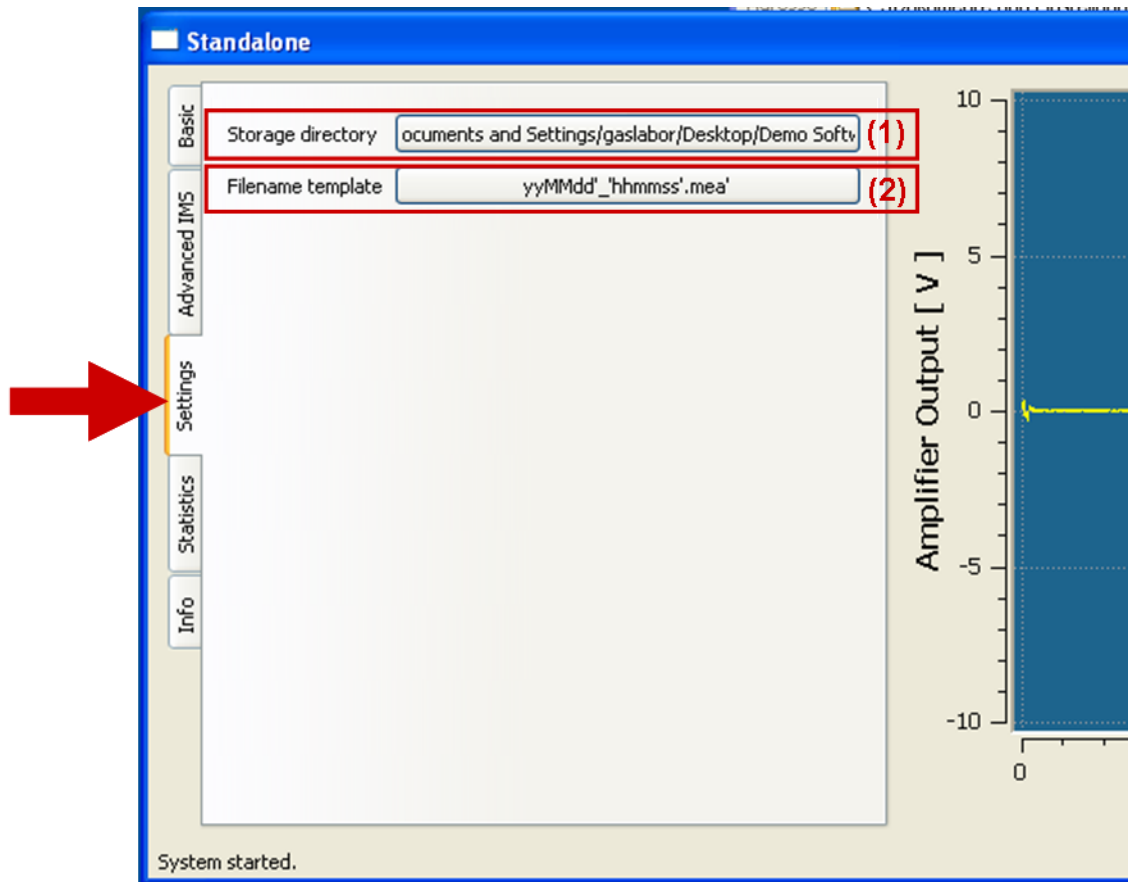 Standalone
Basic
Advanced IMS
Settings
Statistics
Info
Storage directory ocuments and Settings/gaslabor/Desktop/Demo Softw (1)
Filename template yyMMdd'_'hhmmss'.mea' (2)
Amplifier Output [ V ]
10
5
0
-5
-10
0
System started.